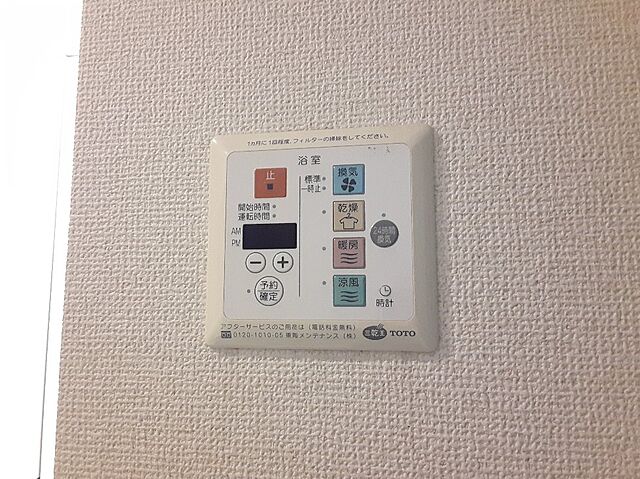 1ヵ月に1回程度、フィルターの掃除をしてください。
浴室
止
換気
標準
一時止
開始時間
運転時間
乾燥
AM
PM
24時間
換気
暖房
予約
確定
涼風
時計
アフターサービスのご用命は(電話料金無料)
0120-1010-05 東陶メンテナンス(株)
三乾王 TOTO